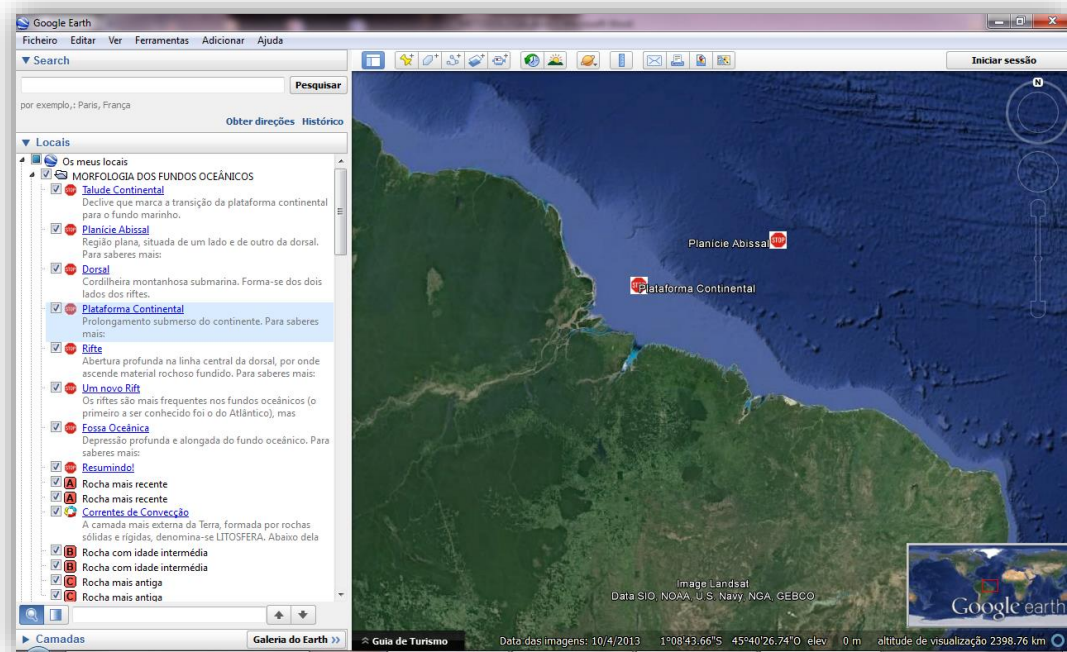 Google Earth
Ficheiro Editar Ver Ferramentas Adicionar Ajuda
Search
Pesquisar
por exemplo,: Paris, França
Obter direções Histórico
Locais
Os meus locais
MORFOLOGIA DOS FUNDOS OCEÂNICOS
Talude Continental
Declive que marca a transição da plataforma continental
para o fundo marinho.
Planície Abissal
Região plana, situada de um lado e de outro da dorsal.
Para saberes mais:
Dorsal
Cordilheira montanhosa submarina. Forma-se dos dois
lados dos riftes.
Plataforma Continental
Prolongamento submerso do continente. Para saberes
mais:
Rifte
Abertura profunda na linha central da dorsal, por onde
ascende material rochoso fundido. Para saberes mais:
Um novo Rift
Os riftes são mais frequentes nos fundos oceânicos (o
primeiro a ser conhecido foi o do Atlântico), mas
Fossa Oceânica
Depressão profunda e alongada do fundo oceânico. Para
saberes mais:
Resumindo!
A Rocha mais recente
A Rocha mais recente
Correntes de Convecção
A camada mais externa da Terra, formada por rochas
sólidas e rígidas, denomina-se LITOSFERA. Abaixo dela
B Rocha com idade intermédia
B Rocha com idade intermédia
C Rocha mais antiga
C Rocha mais antiga
Camadas
Galeria do Earth >>
Iniciar sessão
N
Planície Abissal STOP
Plataforma Continental
Image Landsat
Data SIO, NOAA, U.S. Navy, NGA, GEBCO
Google earth
Guia de Turismo Data das imagens: 10/4/2013 1°08'43.66"S 45°40'26.74"O elev 0 m altitude de visualização 2398.76 km